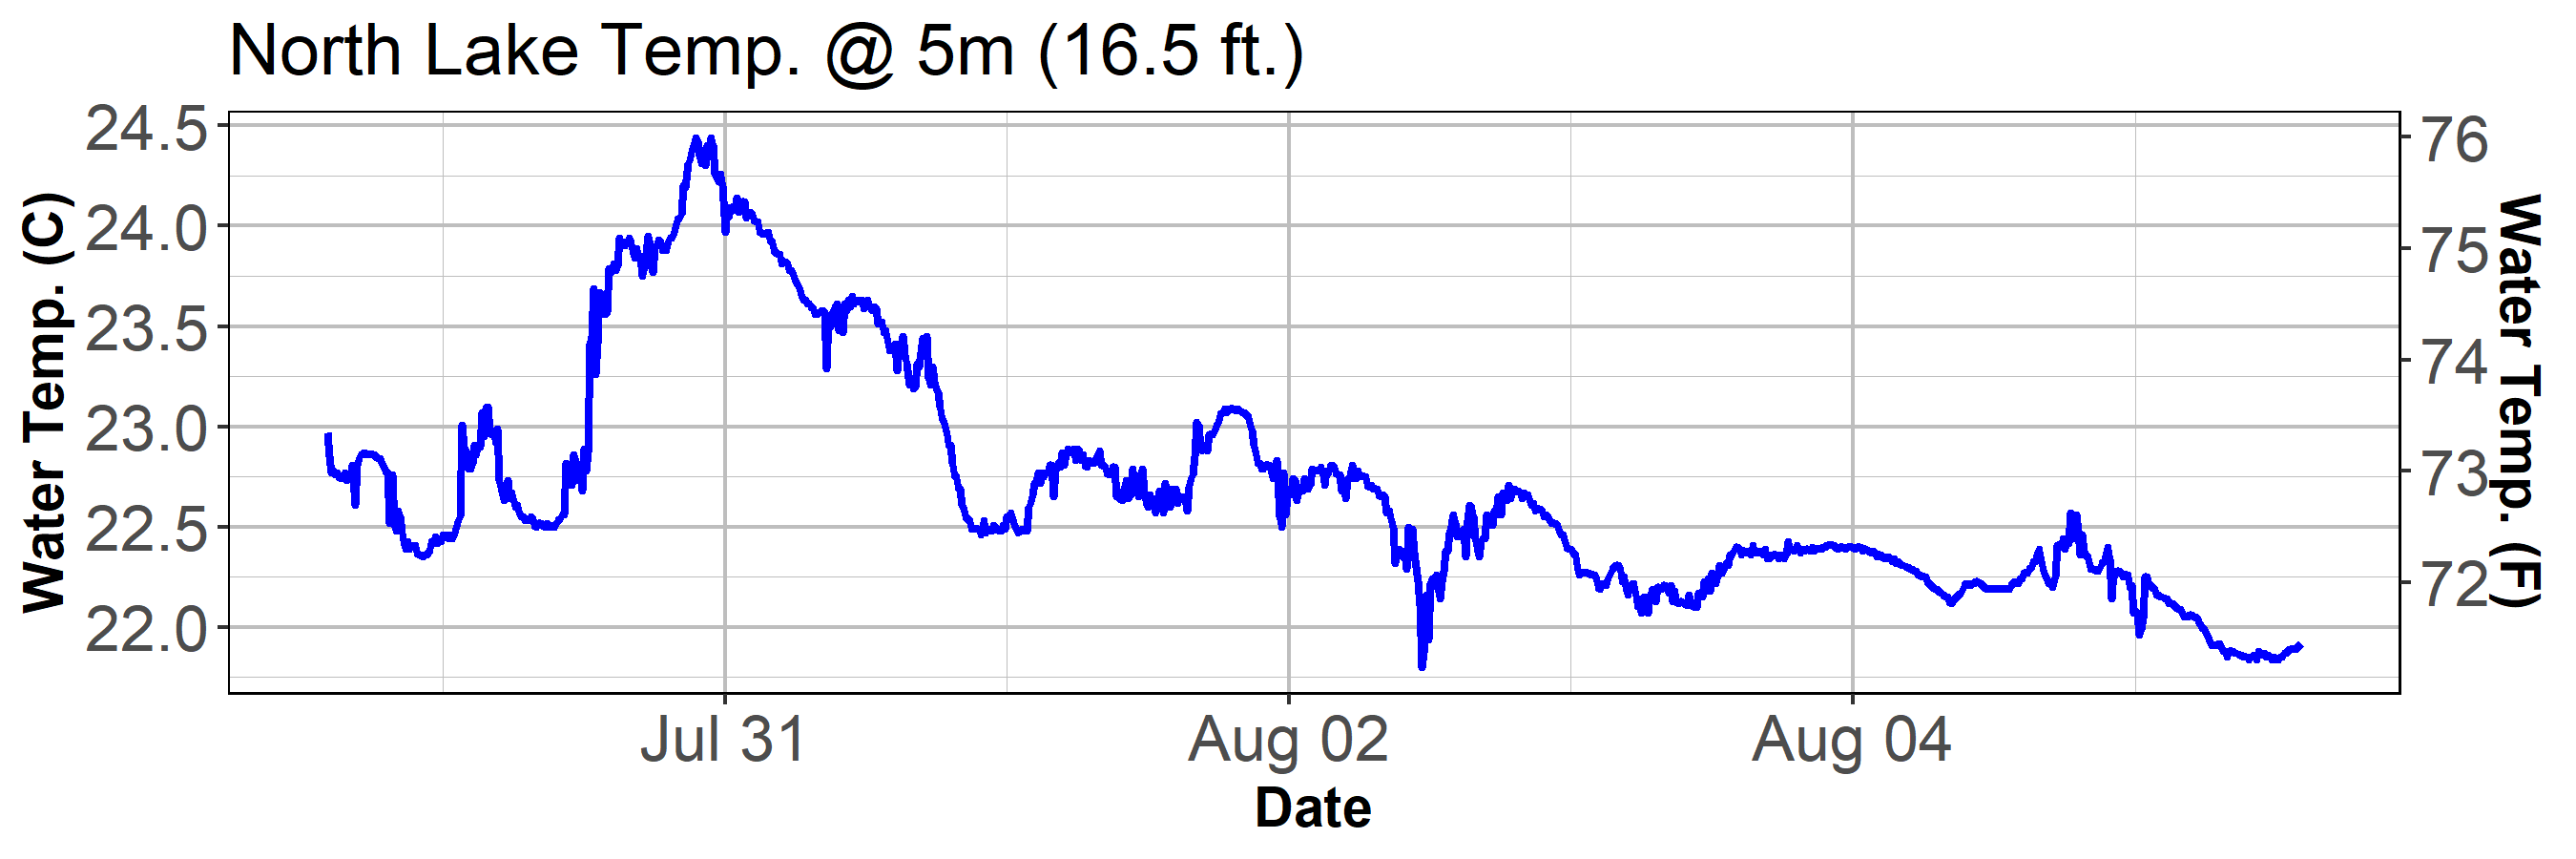 North Lake Temp. @ 5m (16.5 ft.)
Water Temp. (C)
24.5
24.0
23.5
23.0
22.5
22.0
76
75
74
73
72
Water Temp. (F)
Jul 31
Aug 02
Aug 04
Date